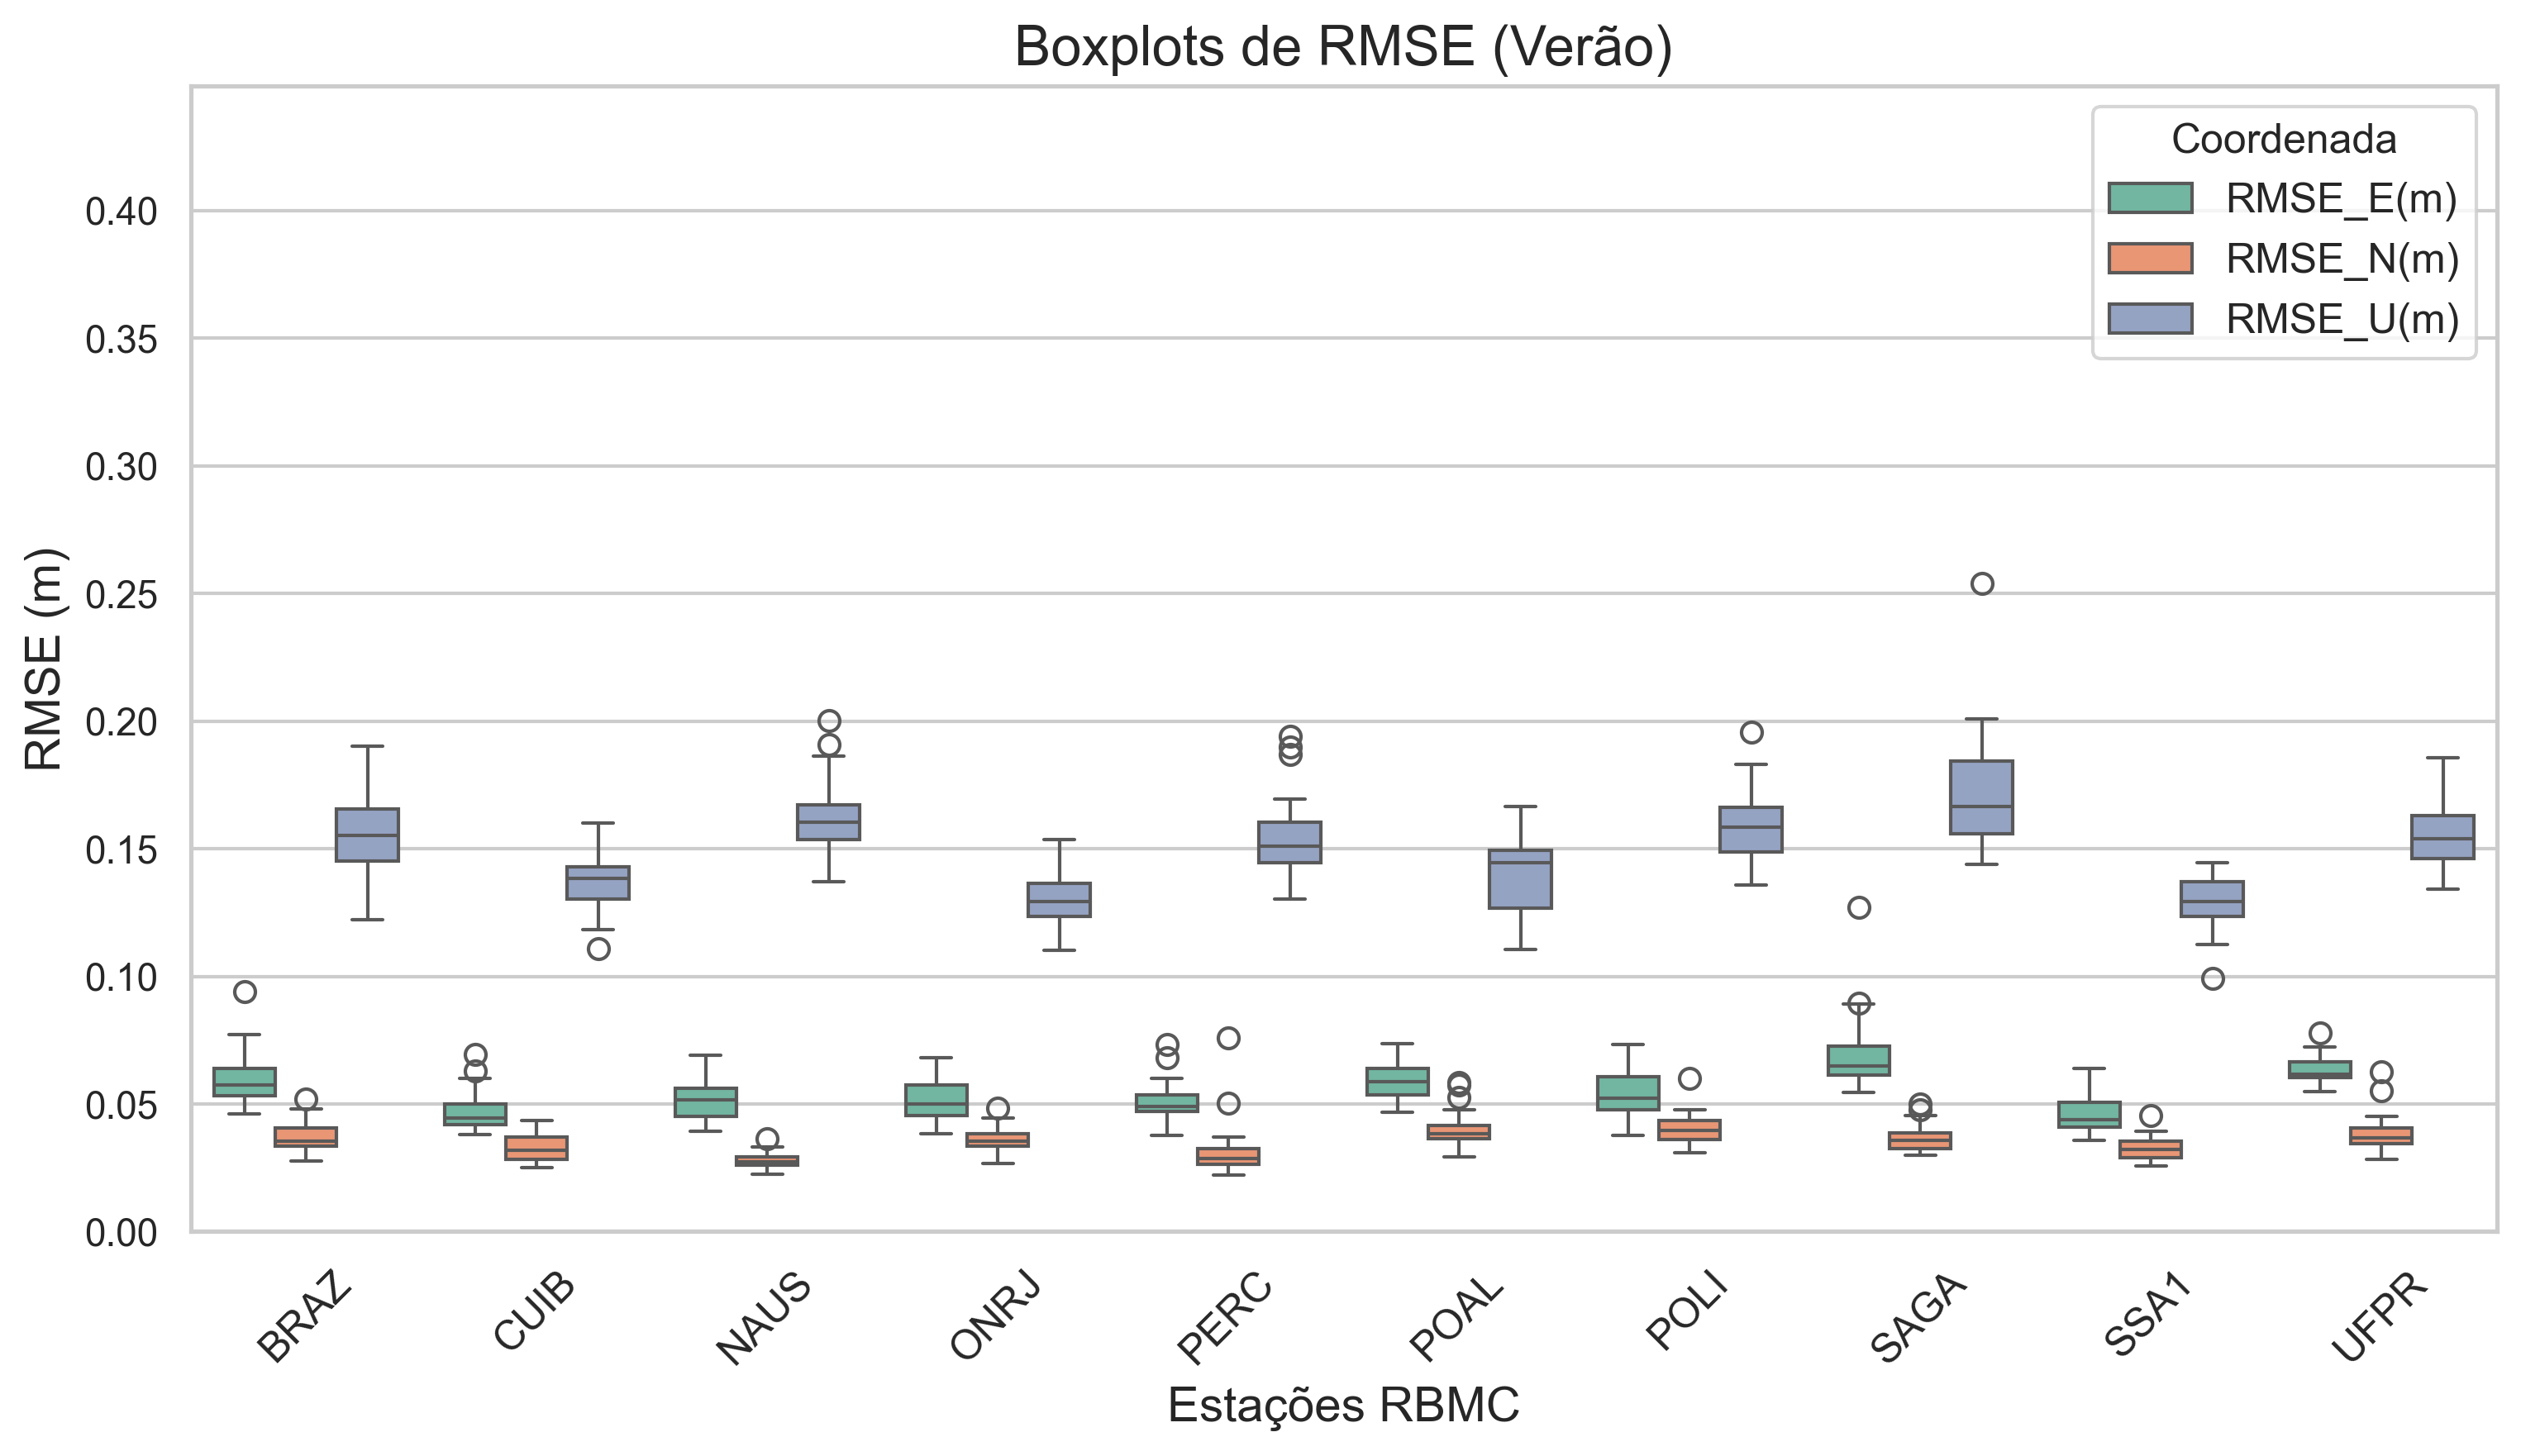 Boxplots de RMSE (Verão)
Coordenada
RMSE_E(m)
RMSE_N(m)
RMSE_U(m)
RMSE (m)
0.40
0.35
0.30
0.25
0.20
0.15
0.10
0.05
0.00
BRAZ
CUIB
NAUS
ONRJ
PERC
POAL
POLI
SAGA
SSA1
UFPR
Estações RBMC